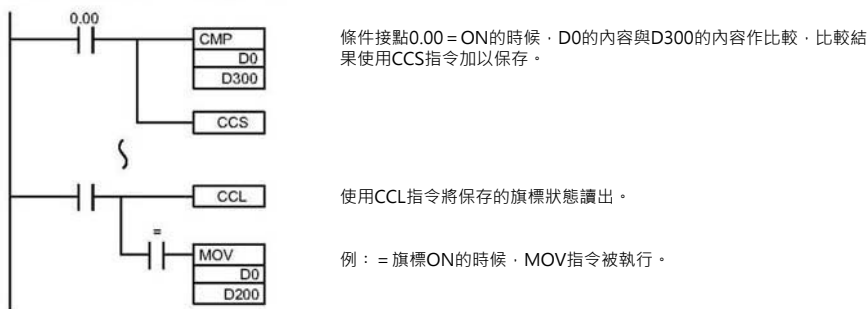 0.00
CMP
D0
D300
條件接點0.00=ON的時候,D0的內容與D300的內容作比較,比較結
果使用CCS指令加以保存。
CCS
CCL
使用CCL指令將保存的旗標狀態讀出。
=
MOV
D0
D200
例:=旗標ON的時候,MOV指令被執行。